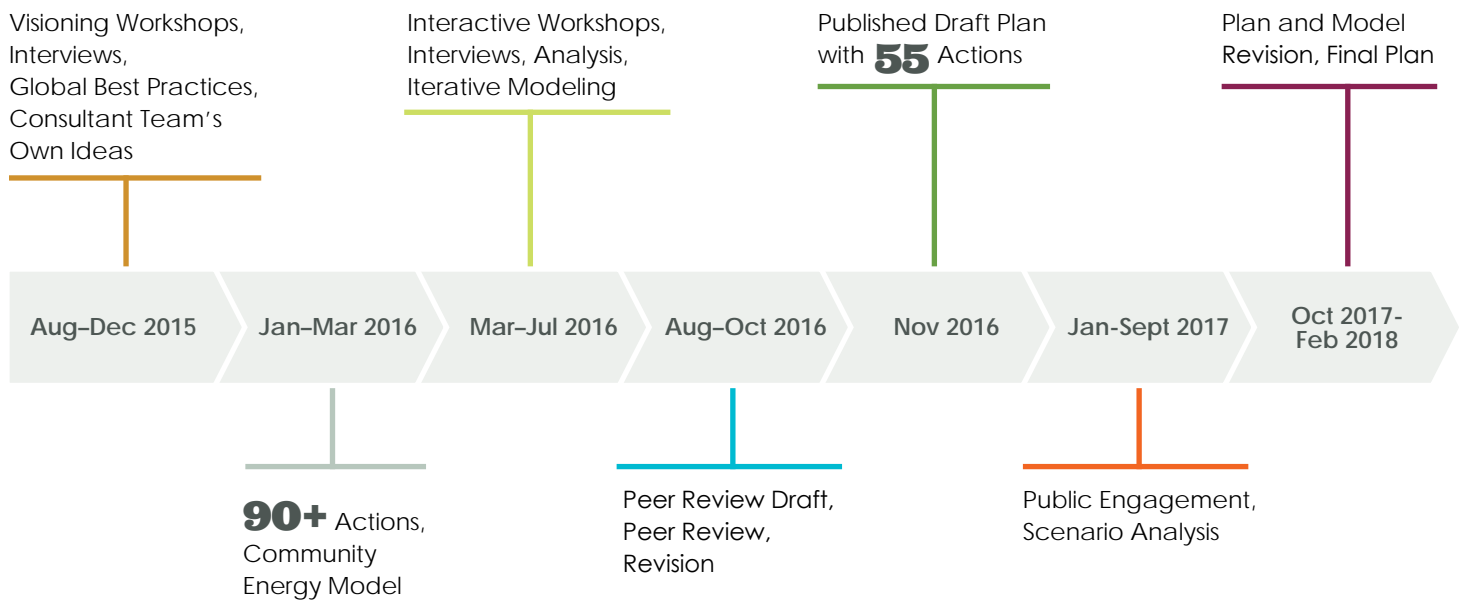 Visioning Workshops,
Interviews,
Global Best Practices,
Consultant Team's
Own Ideas
Interactive Workshops,
Interviews, Analysis,
Iterative Modeling
Published Draft Plan
with 55 Actions
Plan and Model
Revision, Final Plan
Aug–Dec 2015
Jan–Mar 2016
Mar–Jul 2016
Aug–Oct 2016
Nov 2016
Jan-Sept 2017
Oct 2017-
Feb 2018
90+ Actions,
Community
Energy Model
Peer Review Draft,
Peer Review,
Revision
Public Engagement,
Scenario Analysis